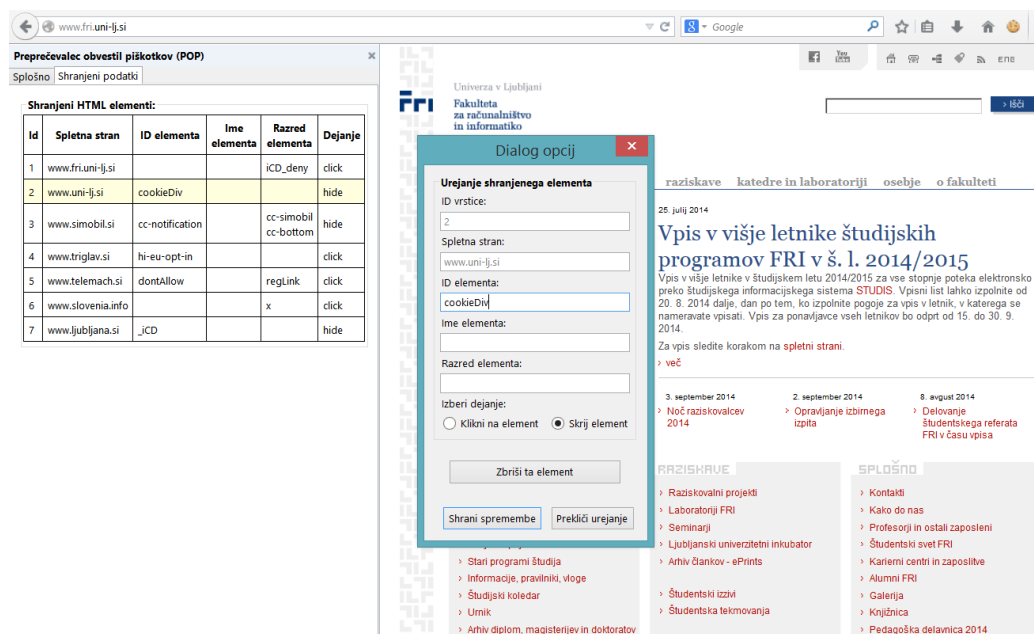 www.fri.uni-lj.si
Google
Preprečevalec obvestil piškotkov (POP)
Splošno Shranjeni podatki
Shranjeni HTML elementi:
Id Spletna stran ID elementa Ime elementa Razred elementa Dejanje
1 www.fri.uni-lj.si iCD_deny click
2 www.uni-lj.si cookieDiv hide
3 www.simobil.si cc-notification cc-simobil cc-bottom hide
4 www.triglav.si hi-eu-opt-in click
5 www.telemach.si dontAllow regLink click
6 www.slovenia.info x click
7 www.ljubljana.si _iCD hide
Dialog opcij
Urejanje shranjenega elementa
ID vrstice:
2
Spletna stran:
www.uni-lj.si
ID elementa:
cookieDiv
Ime elementa:
Razred elementa:
Izberi dejanje:
Klikni na element Skrij element
Zbriši ta element
Shrani spremembe Prekliči urejanje
You Tube
ENG
Univerza v Ljubljani
fri Fakulteta
za računalništvo
in informatiko
› Išči
raziskave katedre in laboratoriji osebje o fakulteti
25. julij 2014
Vpis v višje letnike študijskih
programov FRI v š. l. 2014/2015
Vpis v višje letnike v študijskem letu 2014/2015 za vse stopnje poteka elektronsko
preko študijskega informacijskega sistema STUDIS. Vpisni list lahko izpolnite od
20. 8. 2014 dalje, dan po tem, ko izpolnite pogoje za vpis v letnik, v katerega se
nameravate vpisati. Vpis za ponavljavce vseh letnikov bo odprt od 15. do 30. 9.
2014.
Za vpis sledite korakom na spletni strani.
› več
3. september 2014
› Noč raziskovalcev
2014
2. september 2014
› Opravljanje izbirnega
izpita
8. avgust 2014
› Delovanje
študentskega referata
FRI v času vpisa
RAZISKAVE
› Raziskovalni projekti
› Laboratoriji FRI
› Seminarji
› Ljubljanski univerzitetni inkubator
› Arhiv člankov - ePrints
› Študentski izzivi
› Študentska tekmovanja
SPLOŠNO
› Kontakti
› Kako do nas
› Profesorji in ostali zaposleni
› Študentski svet FRI
› Karierni centri in zaposlitve
› Alumni FRI
› Galerija
› Knjižnica
› Pedagoška delavnica 2014
› Stari programi študija
› Informacije, pravilniki, vloge
› Študijski koledar
› Urnik
› Arhiv diplom, magisterijev in doktoratov